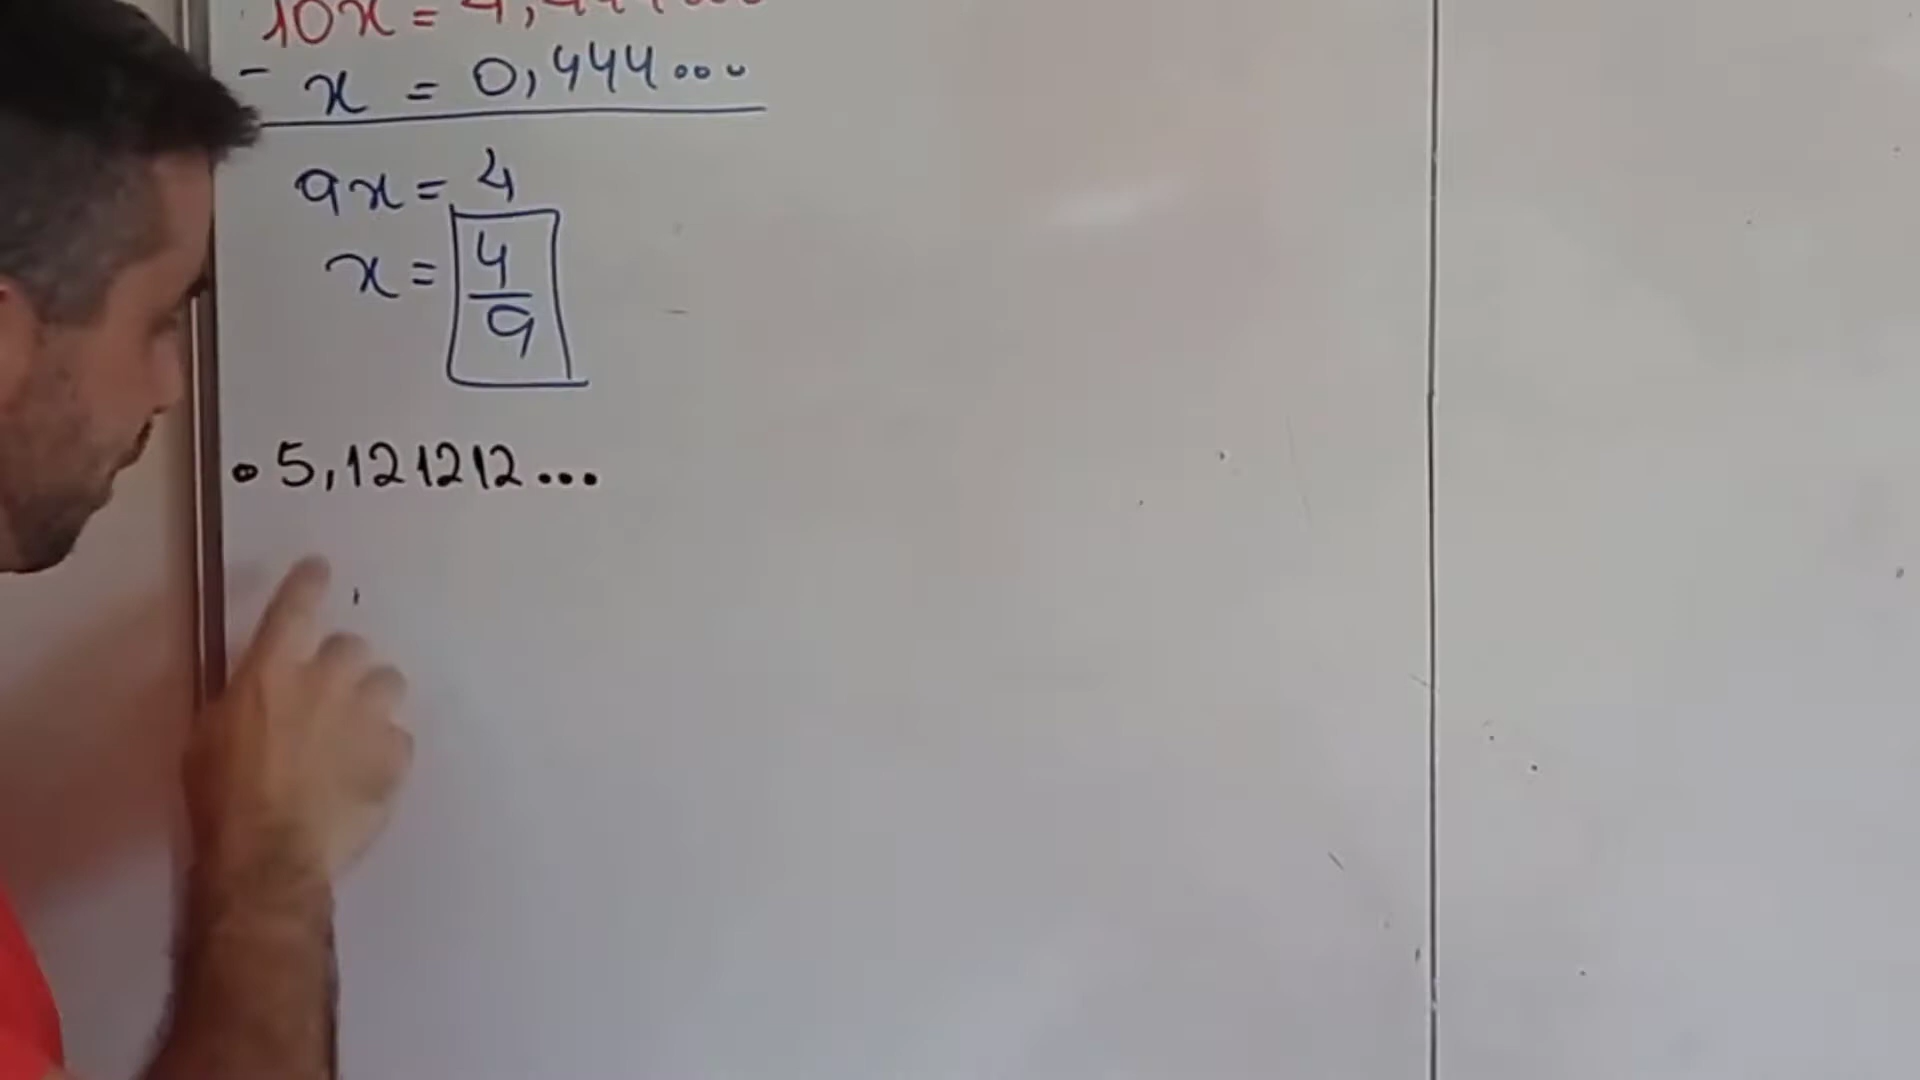 10x = 4,444...
- x = 0,444...
9x = 4
x = 4/9
• 5,121212...